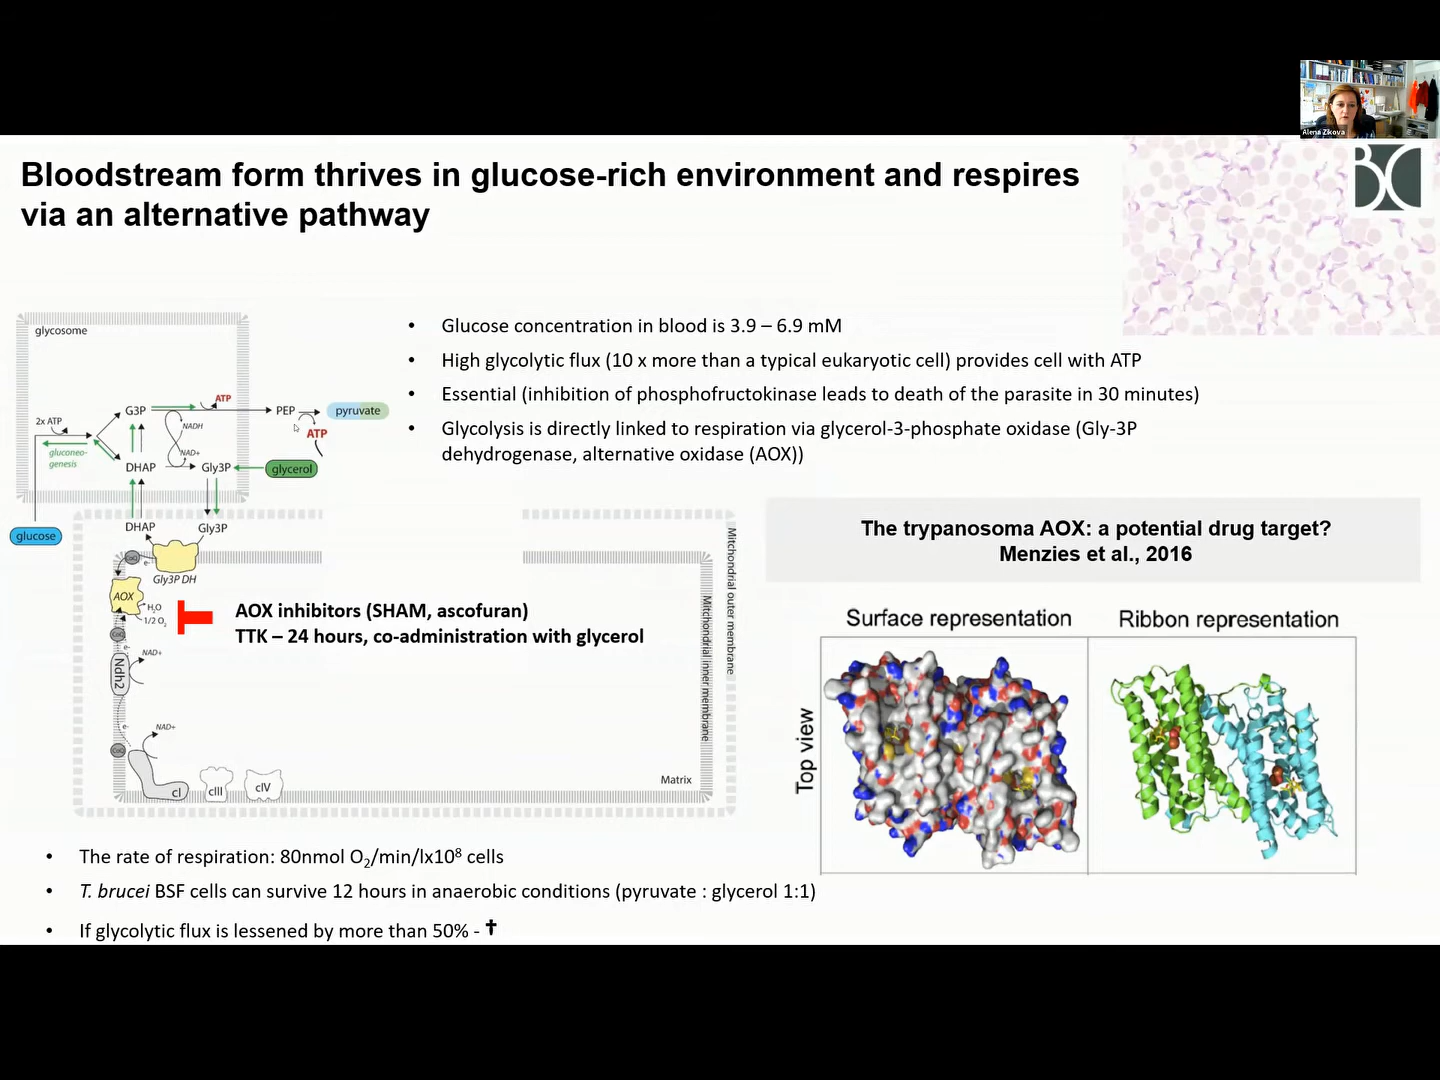 Alena Zikova
BC
Bloodstream form thrives in glucose-rich environment and respires
via an alternative pathway
• Glucose concentration in blood is 3.9 – 6.9 mM
• High glycolytic flux (10 x more than a typical eukaryotic cell) provides cell with ATP
• Essential (inhibition of phosphofructokinase leads to death of the parasite in 30 minutes)
• Glycolysis is directly linked to respiration via glycerol-3-phosphate oxidase (Gly-3P
dehydrogenase, alternative oxidase (AOX))
glycosome
ATP
G3P
PEP
pyruvate
2x ATP
NADH
ATP
gluconeo-
genesis
NAD+
DHAP
Gly3P
glycerol
glucose
DHAP
Gly3P
CoQ
e-
Gly3P DH
AOX
H2O
1/2 O2
CoQ
e-
NAD+
Ndh2
e-
NAD+
CoQ
cI
cIII
cIV
Matrix
Mitochondrial inner membrane
Mitochondrial outer membrane
AOX inhibitors (SHAM, ascofuran)
TTK – 24 hours, co-administration with glycerol
The trypanosoma AOX: a potential drug target?
Menzies et al., 2016
Surface representation
Ribbon representation
Top view
• The rate of respiration: 80nmol O₂/min/lx10⁸ cells
• T. brucei BSF cells can survive 12 hours in anaerobic conditions (pyruvate : glycerol 1:1)
• If glycolytic flux is lessened by more than 50% - ✝